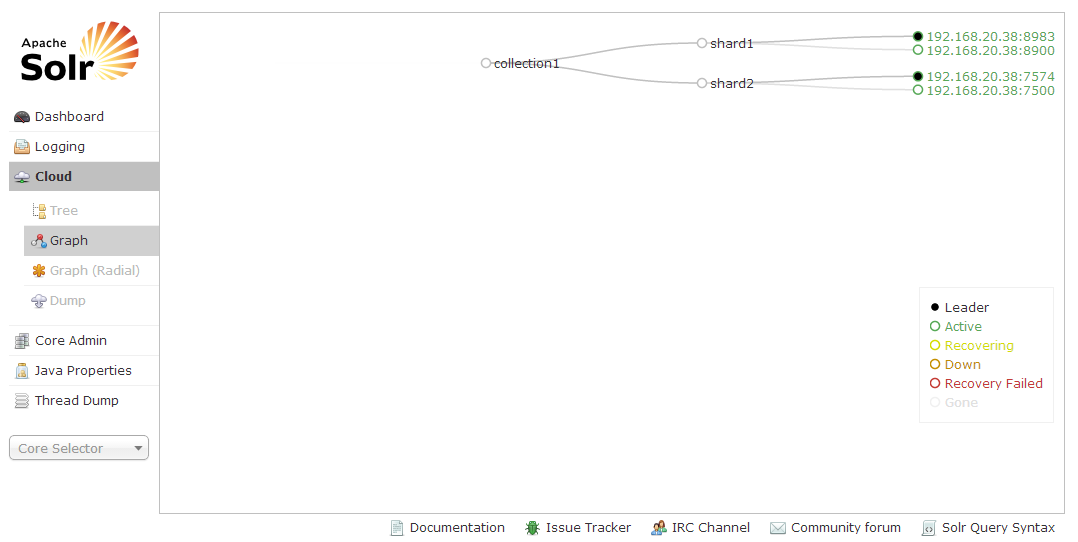 Apache
Solr
Dashboard
Logging
Cloud
Tree
Graph
Graph (Radial)
Dump
Core Admin
Java Properties
Thread Dump
Core Selector
collection1
shard1
shard2
192.168.20.38:8983
192.168.20.38:8900
192.168.20.38:7574
192.168.20.38:7500
Leader
Active
Recovering
Down
Recovery Failed
Gone
Documentation Issue Tracker IRC Channel Community forum Solr Query Syntax